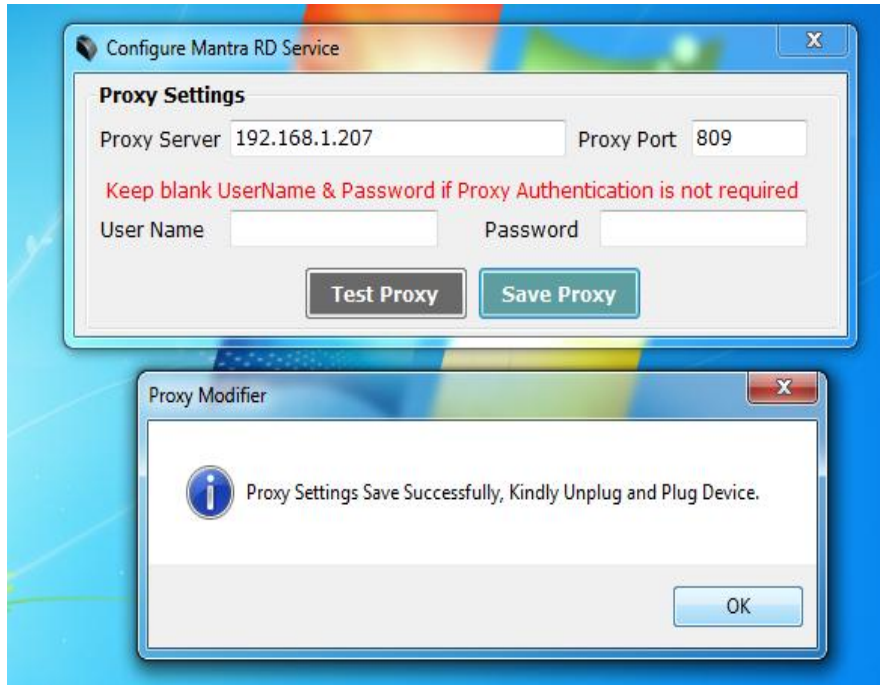 Configure Mantra RD Service
Proxy Settings
Proxy Server 192.168.1.207 Proxy Port 809
Keep blank UserName & Password if Proxy Authentication is not required
User Name Password
Test Proxy Save Proxy
Proxy Modifier
Proxy Settings Save Successfully, Kindly Unplug and Plug Device.
OK